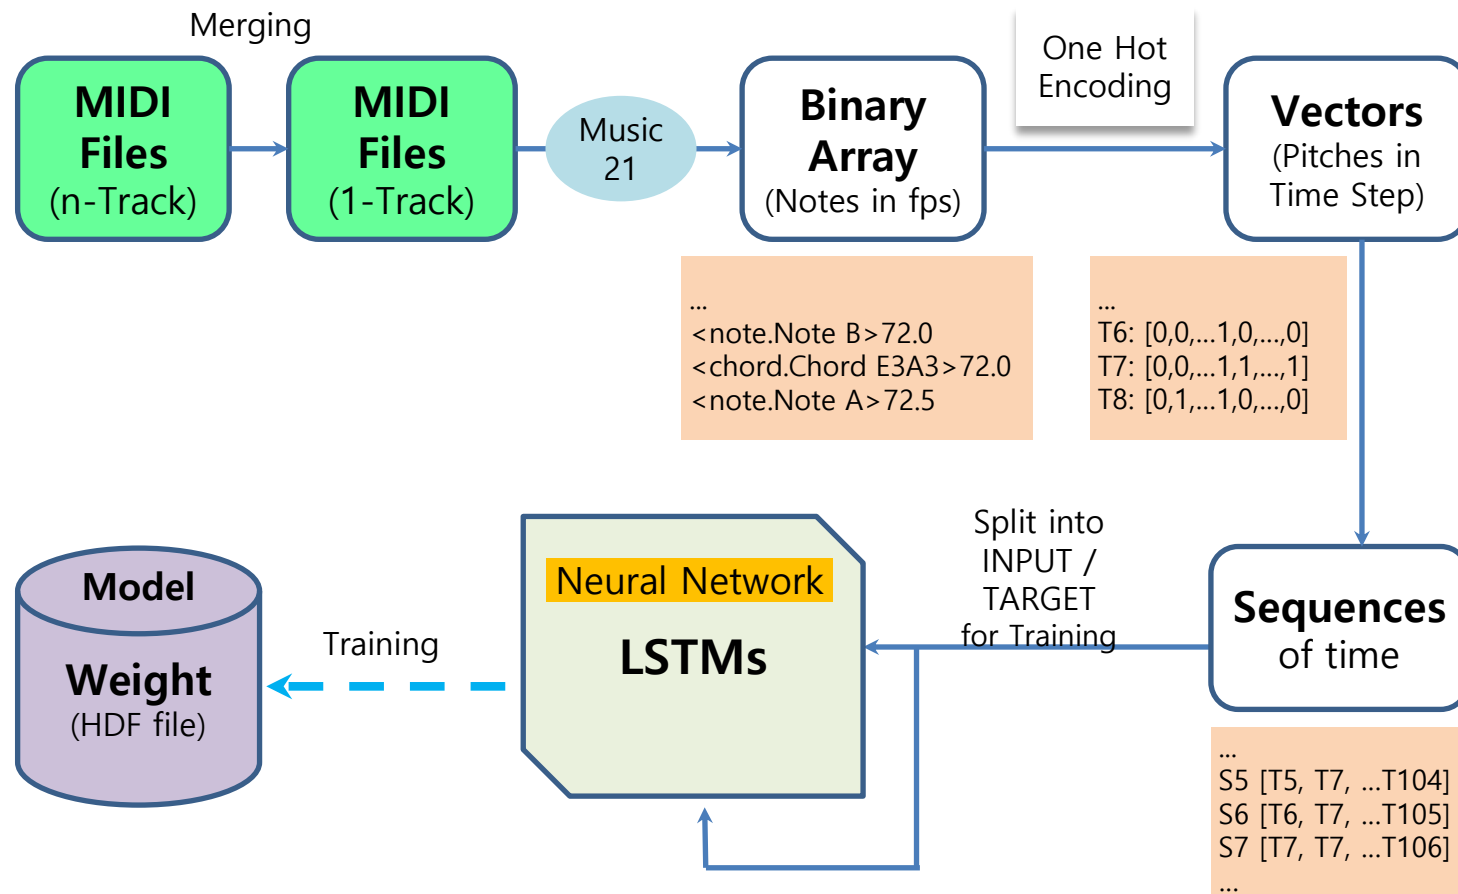 Merging
MIDI
Files
(n-Track)
MIDI
Files
(1-Track)
Music
21
Binary
Array
(Notes in fps)
One Hot
Encoding
Vectors
(Pitches in
Time Step)
...
<note.Note B>72.0
<chord.Chord E3A3>72.0
<note.Note A>72.5
...
T6: [0,0,...1,0,...,0]
T7: [0,0,...1,1,...,1]
T8: [0,1,...1,0,...,0]
Model
Weight
(HDF file)
Training
Neural Network
LSTMs
Split into
INPUT /
TARGET
for Training
Sequences
of time
...
S5 [T5, T7, ...T104]
S6 [T6, T7, ...T105]
S7 [T7, T7, ...T106]
...